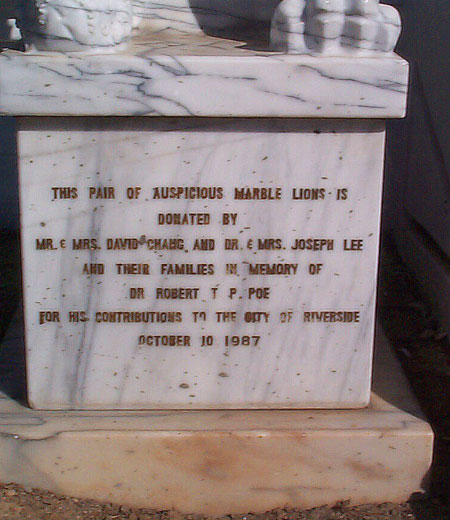 THIS PAIR OF AUSPICIOUS MARBLE LIONS IS
DONATED BY
MR. & MRS. DAVID CHANG, AND DR. & MRS. JOSEPH LEE
AND THEIR FAMILIES IN MEMORY OF
DR ROBERT T. P. POE
FOR HIS CONTRIBUTIONS TO THE CITY OF RIVERSIDE
OCTOBER 10 1987